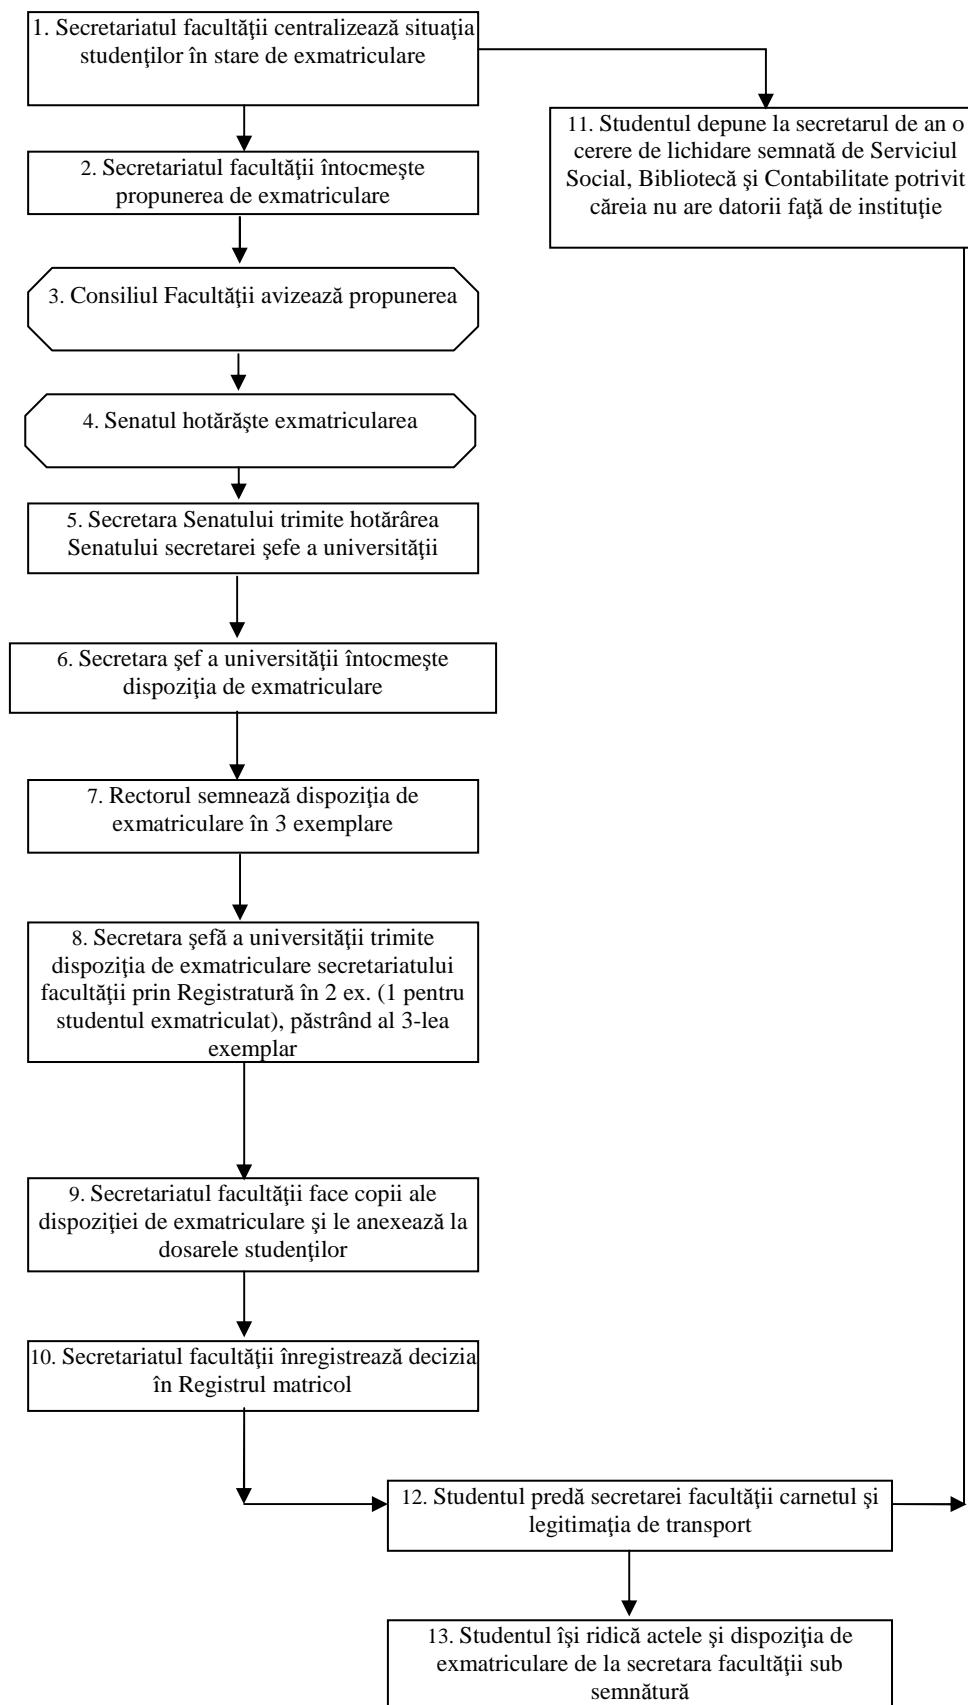 1. Secretariatul facultăţii centralizează situaţia
studenţilor în stare de exmatriculare
2. Secretariatul facultăţii întocmeşte
propunerea de exmatriculare
3. Consiliul Facultăţii avizează propunerea
4. Senatul hotărăşte exmatricularea
5. Secretara Senatului trimite hotărârea
Senatului secretarei şefe a universităţii
6. Secretara şef a universităţii întocmeşte
dispoziţia de exmatriculare
7. Rectorul semnează dispoziţia de
exmatriculare în 3 exemplare
8. Secretara şefă a universităţii trimite
dispoziţia de exmatriculare secretariatului
facultăţii prin Registratură în 2 ex. (1 pentru
studentul exmatriculat), păstrând al 3-lea
exemplar
9. Secretariatul facultăţii face copii ale
dispoziţiei de exmatriculare şi le anexează la
dosarele studenţilor
10. Secretariatul facultăţii înregistrează decizia
în Registrul matricol
11. Studentul depune la secretarul de an o
cerere de lichidare semnată de Serviciul
Social, Bibliotecă şi Contabilitate potrivit
căreia nu are datorii faţă de instituţie
12. Studentul predă secretarei facultăţii carnetul şi
legitimaţia de transport
13. Studentul îşi ridică actele şi dispoziţia de
exmatriculare de la secretara facultăţii sub
semnătură